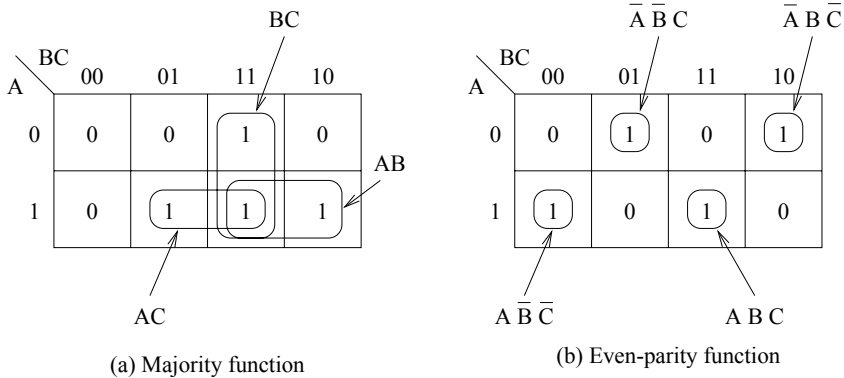 BC
BC
A
00 01 11 10
0 0 0 1 0
1 0 1 1 1
AB
AC
(a) Majority function
A̅ B̅ C
A̅ B C̅
BC
A
00 01 11 10
0 0 1 0 1
1 1 0 1 0
A B̅ C̅
A B C
(b) Even-parity function